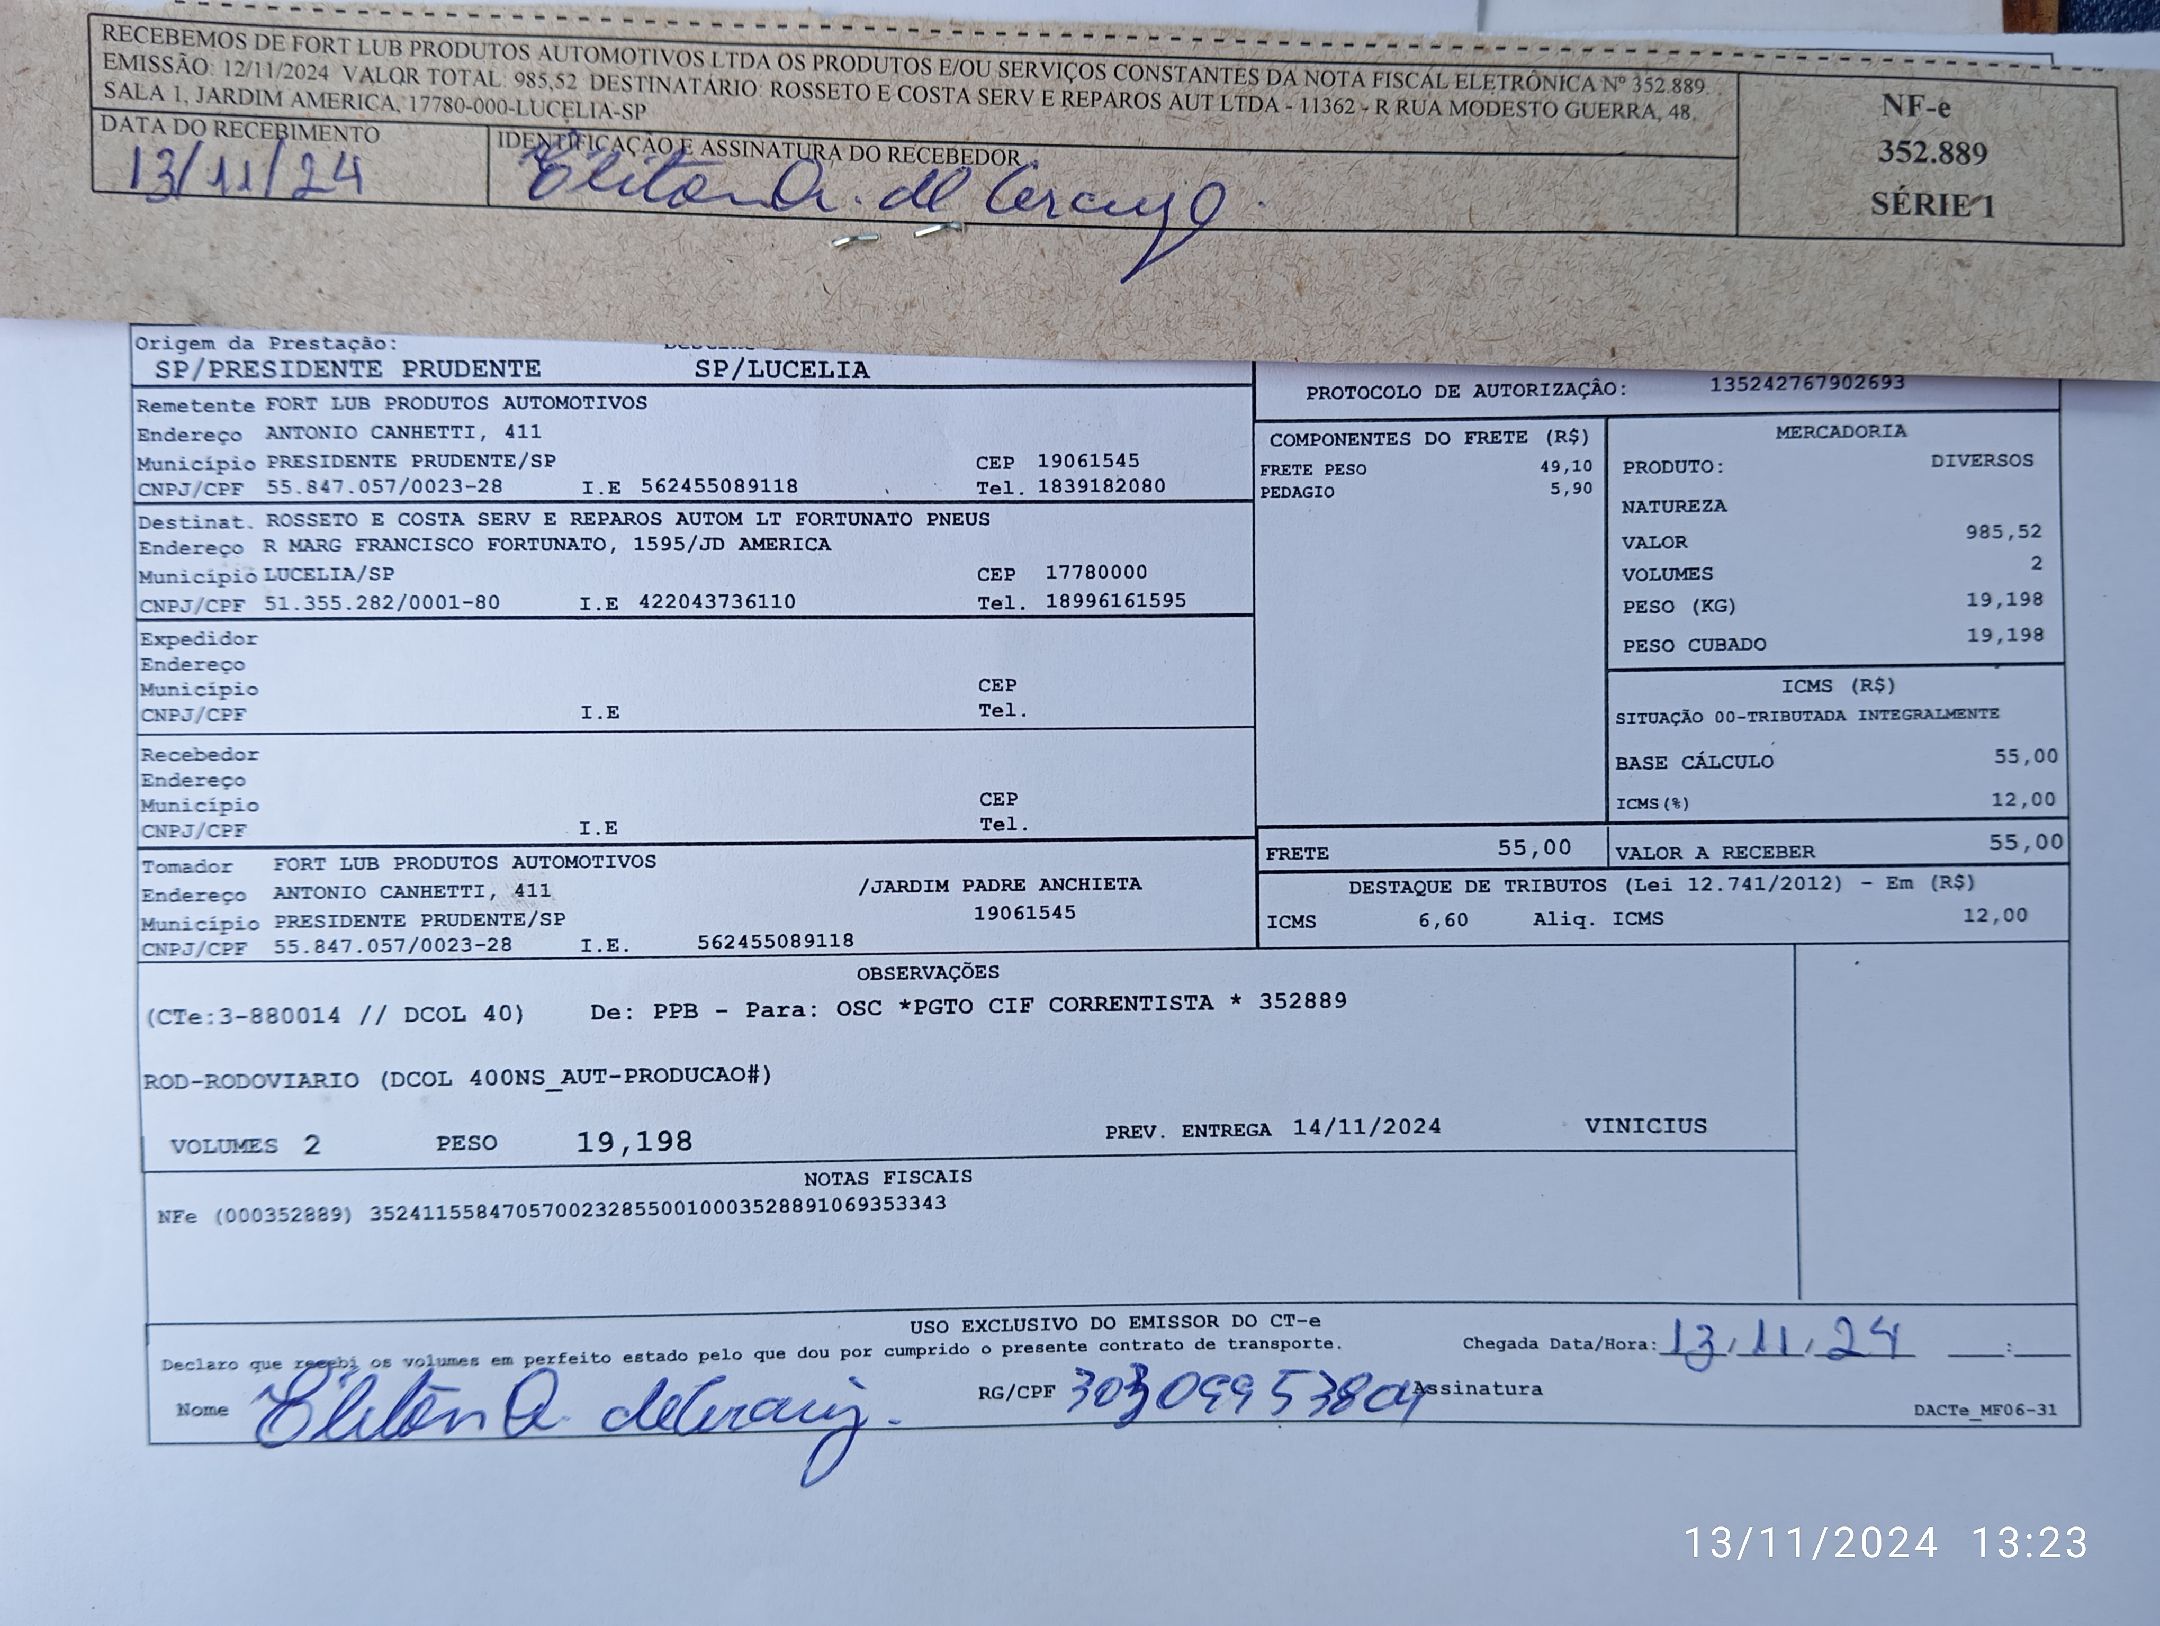 RECEBEMOS DE FORT LUB PRODUTOS AUTOMOTIVOS LTDA OS PRODUTOS E/OU SERVIÇOS CONSTANTES DA NOTA FISCAL ELETRÔNICA Nº 352.889.
EMISSÃO: 12/11/2024 VALOR TOTAL: 985,52 DESTINATÁRIO: ROSSETO E COSTA SERV E REPAROS AUT LTDA - 11362 - R RUA MODESTO GUERRA, 48,
SALA 1, JARDIM AMERICA, 17780-000-LUCELIA-SP
NF-e
352.889
SÉRIE 1
DATA DO RECEBIMENTO
13/11/24
IDENTIFICAÇÃO E ASSINATURA DO RECEBEDOR
Eliton A. de
Origem da Prestação:
SP/PRESIDENTE PRUDENTE SP/LUCELIA
PROTOCOLO DE AUTORIZAÇÂO: 135242767902693
Remetente FORT LUB PRODUTOS AUTOMOTIVOS
Endereço ANTONIO CANHETTI, 411
Município PRESIDENTE PRUDENTE/SP CEP 19061545
CNPJ/CPF 55.847.057/0023-28 I.E 562455089118 Tel. 1839182080
Destinat. ROSSETO E COSTA SERV E REPAROS AUTOM LT FORTUNATO PNEUS
Endereço R MARG FRANCISCO FORTUNATO, 1595/JD AMERICA
Município LUCELIA/SP CEP 17780000
CNPJ/CPF 51.355.282/0001-80 I.E 422043736110 Tel. 18996161595
Expedidor
Endereço
Município CEP
CNPJ/CPF I.E Tel.
Recebedor
Endereço
Município CEP
CNPJ/CPF I.E Tel.
Tomador FORT LUB PRODUTOS AUTOMOTIVOS
Endereço ANTONIO CANHETTI, 411 /JARDIM PADRE ANCHIETA
Município PRESIDENTE PRUDENTE/SP 19061545
CNPJ/CPF 55.847.057/0023-28 I.E. 562455089118
COMPONENTES DO FRETE (R$)
FRETE PESO 49,10
PEDAGIO 5,90
MERCADORIA
PRODUTO: DIVERSOS
NATUREZA
VALOR 985,52
VOLUMES 2
PESO (KG) 19,198
PESO CUBADO 19,198
ICMS (R$)
SITUAÇÃO 00-TRIBUTADA INTEGRALMENTE
BASE CÁLCULO 55,00
ICMS(%) 12,00
FRETE 55,00 VALOR A RECEBER 55,00
DESTAQUE DE TRIBUTOS (Lei 12.741/2012) - Em (R$)
ICMS 6,60 Aliq. ICMS 12,00
OBSERVAÇÕES
(CTe:3-880014 // DCOL 40) De: PPB - Para: OSC *PGTO CIF CORRENTISTA * 352889
ROD-RODOVIARIO (DCOL 400NS_AUT-PRODUCAO#)
VOLUMES 2 PESO 19,198 PREV. ENTREGA 14/11/2024 VINICIUS
NOTAS FISCAIS
NFe (000352889) 35241155847057002328550010003528891069353343
USO EXCLUSIVO DO EMISSOR DO CT-e
Declaro que recebi os volumes em perfeito estado pelo que dou por cumprido o presente contrato de transporte. Chegada Data/Hora: 13/11/24 :
Nome Eliton A. de RG/CPF Assinatura
DACTe_MF06-31
13/11/2024 13:23